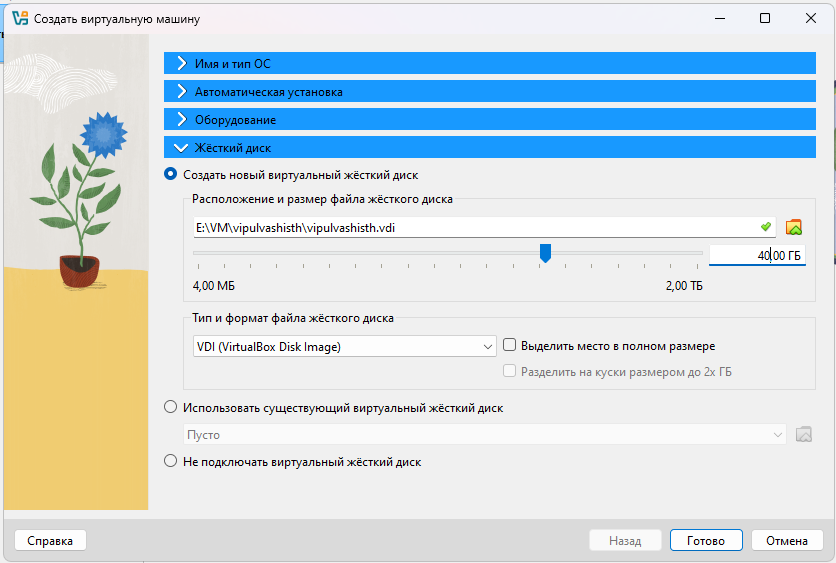 Создать виртуальную машину
Имя и тип ОС
Автоматическая установка
Оборудование
Жёсткий диск
Создать новый виртуальный жёсткий диск
Расположение и размер файла жёсткого диска
E:\VM\vipulvashisth\vipulvashisth.vdi
40,00 ГБ
4,00 МБ 2,00 ТБ
Тип и формат файла жёсткого диска
VDI (VirtualBox Disk Image) Выделить место в полном размере
Разделить на куски размером до 2х ГБ
Использовать существующий виртуальный жёсткий диск
Пусто
Не подключать виртуальный жёсткий диск
Справка Назад Готово Отмена